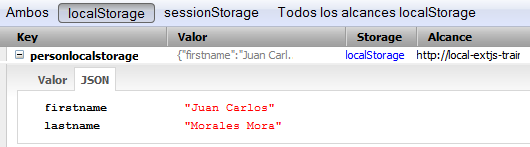 Ambos localStorage sessionStorage Todos los alcances localStorage
Key Valor Storage Alcance
personlocalstorage {"firstname":"Juan Carl. localStorage http://local-extjs-train
Valor JSON
firstname "Juan Carlos"
lastname "Morales Mora"